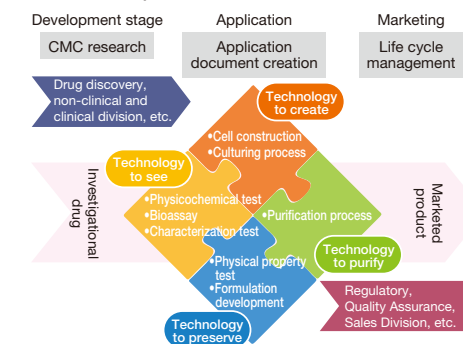 Development stage
Application
Marketing
CMC research
Application
document creation
Life cycle
management
Drug discovery,
non-clinical and
clinical division, etc.
Technology
to create
•Cell construction
•Culturing process
Technology
to see
Investigational
drug
•Physicochemical test
•Bioassay
•Characterization test
•Purification process
Marketed
product
•Physical property
test
•Formulation
development
Technology
to purify
Regulatory,
Quality Assurance,
Sales Division, etc.
Technology
to preserve